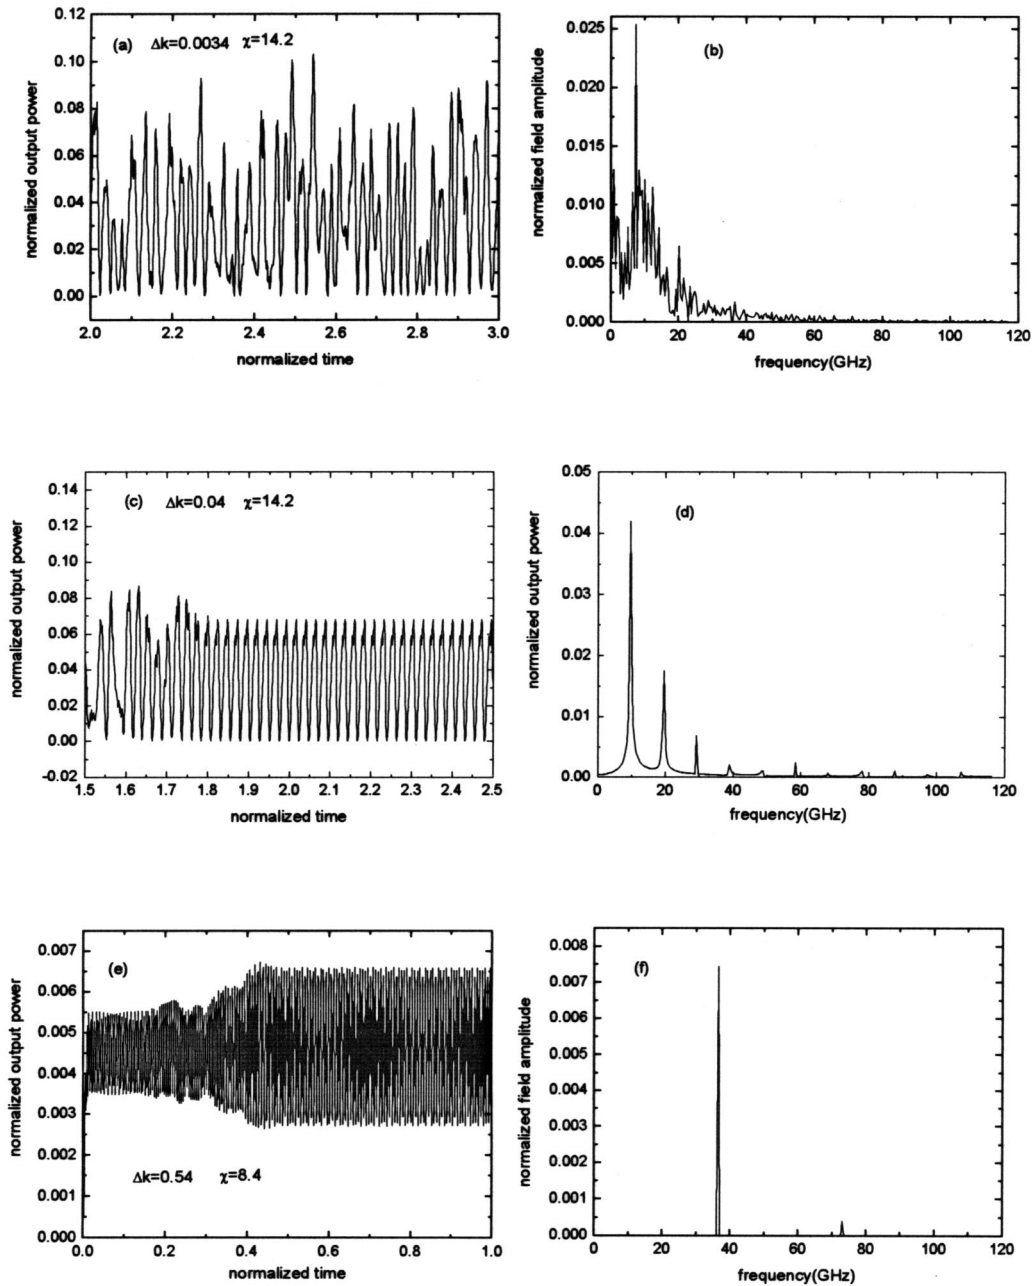 (a) Δk=0.0034 χ=14.2
normalized output power
0.12
0.10
0.08
0.06
0.04
0.02
0.00
2.0 2.2 2.4 2.6 2.8 3.0
normalized time
(b)
normalized field amplitude
0.025
0.020
0.015
0.010
0.005
0.000
0 20 40 60 80 100 120
frequency(GHz)
(c) Δk=0.04 χ=14.2
normalized output power
0.14
0.12
0.10
0.08
0.06
0.04
0.02
0.00
-0.02
1.5 1.6 1.7 1.8 1.9 2.0 2.1 2.2 2.3 2.4 2.5
normalized time
(d)
normalized output power
0.05
0.04
0.03
0.02
0.01
0.00
0 20 40 60 80 100 120
frequency(GHz)
(e)
normalized output power
0.007
0.006
0.005
0.004
0.003
0.002
0.001
0.000
Δk=0.54 χ=8.4
0.0 0.2 0.4 0.6 0.8 1.0
normalized time
(f)
normalized field amplitude
0.008
0.007
0.006
0.005
0.004
0.003
0.002
0.001
0.000
0 20 40 60 80 100 120
frequency(GHz)